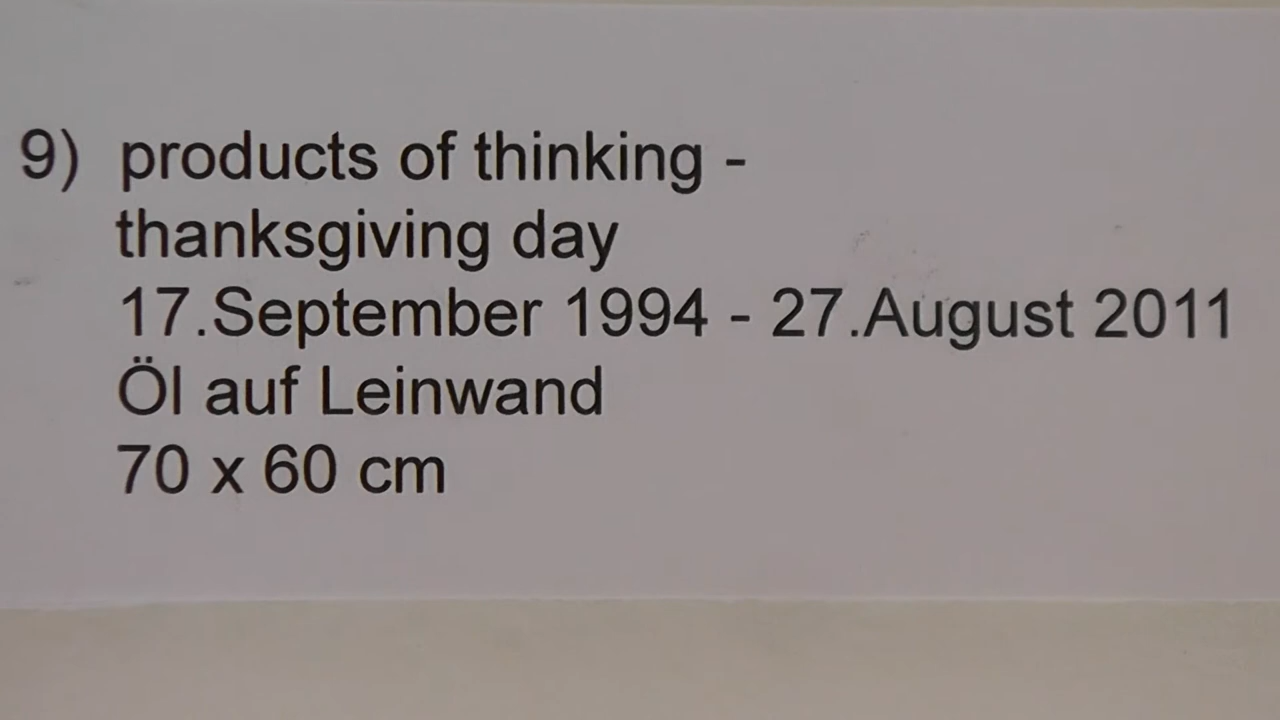 9) products of thinking -
thanksgiving day
17.September 1994 - 27.August 2011
Öl auf Leinwand
70 x 60 cm